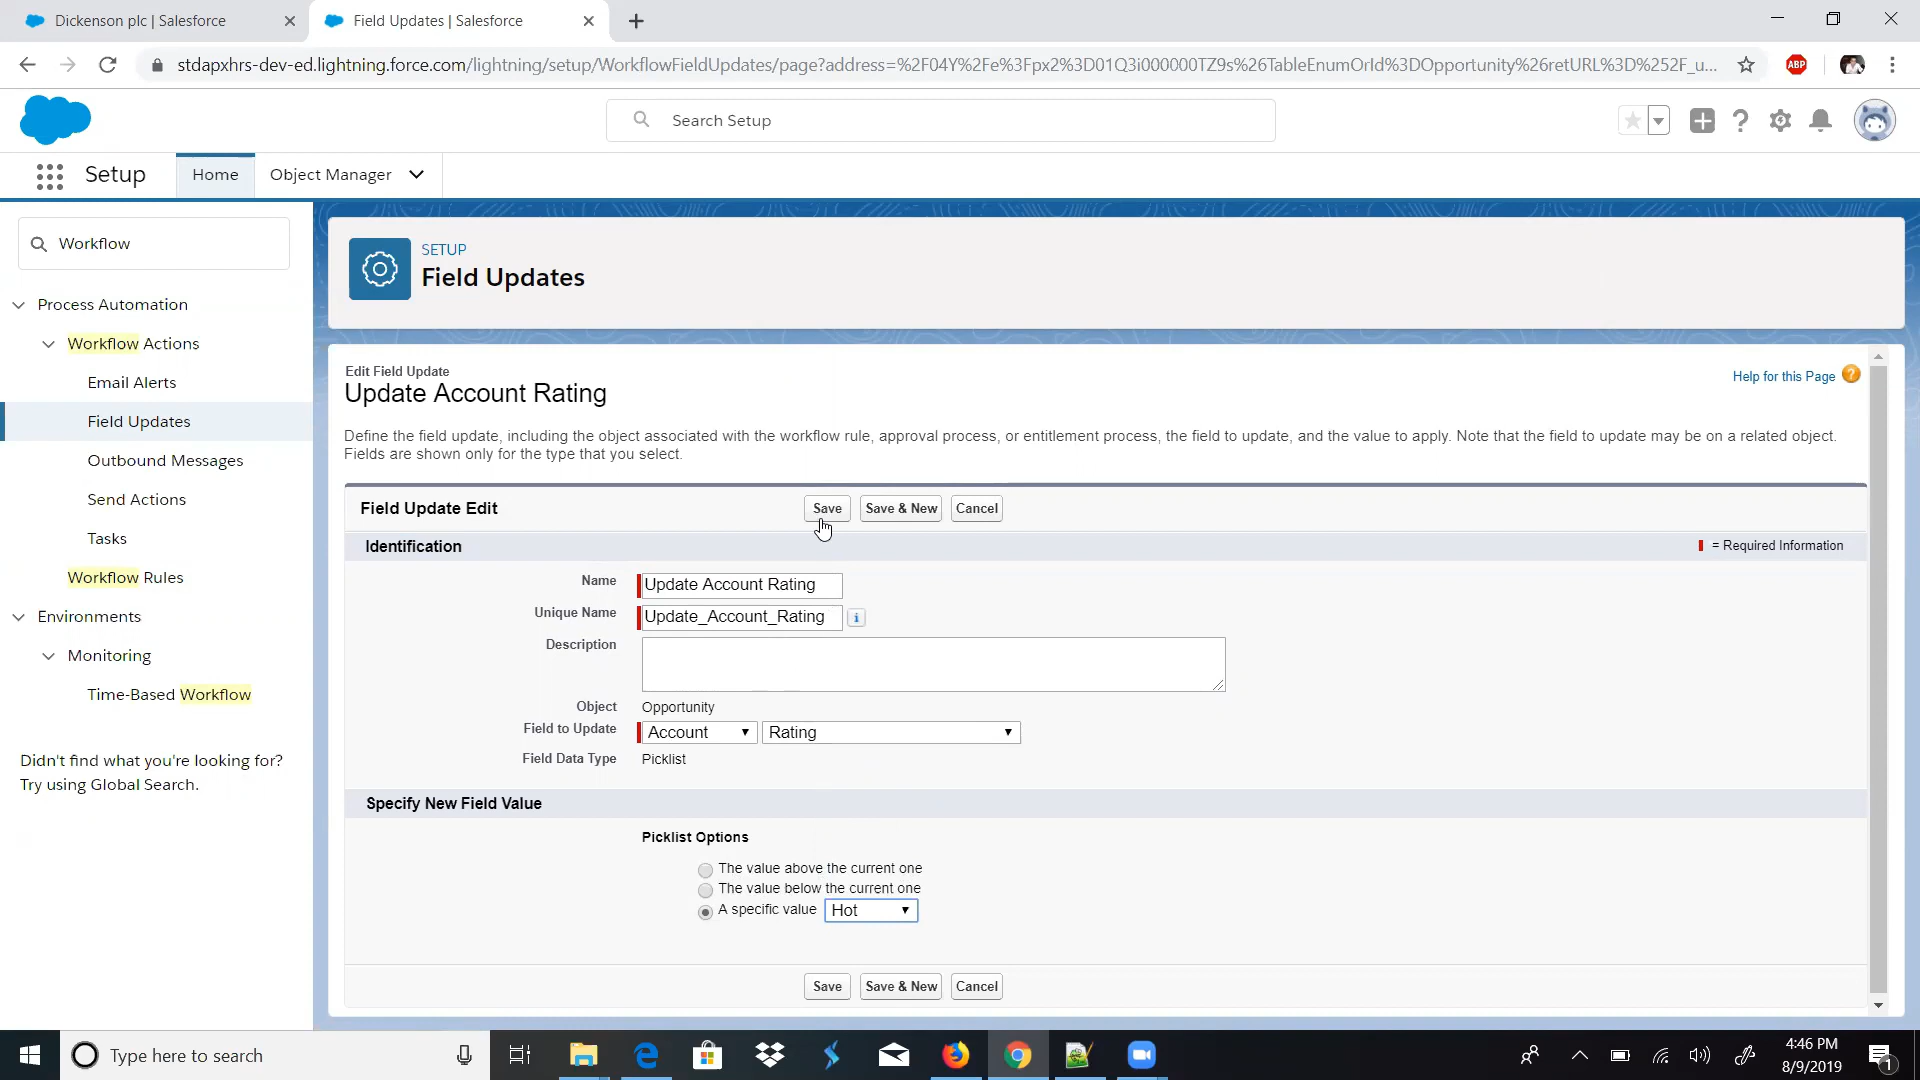 Dickenson plc | Salesforce
Field Updates | Salesforce
stdapxhrs-dev-ed.lightning.force.com/lightning/setup/WorkflowFieldUpdates/page?address=%2F04Y%2Fe%3Fpx2%3D01Q3i000000TZ9s%26TableEnumOrId%3DOpportunity%26retURL%3D%252F_u...
ABP
Search Setup
Setup
Home
Object Manager
Workflow
Process Automation
Workflow Actions
Email Alerts
Field Updates
Outbound Messages
Send Actions
Tasks
Workflow Rules
Environments
Monitoring
Time-Based Workflow
Didn't find what you're looking for?
Try using Global Search.
SETUP
Field Updates
Edit Field Update
Update Account Rating
Help for this Page ?
Define the field update, including the object associated with the workflow rule, approval process, or entitlement process, the field to update, and the value to apply. Note that the field to update may be on a related object.
Fields are shown only for the type that you select.
Field Update Edit
Save Save & New Cancel
Identification
= Required Information
Name Update Account Rating
Unique Name Update_Account_Rating i
Description
Object Opportunity
Field to Update Account Rating
Field Data Type Picklist
Specify New Field Value
Picklist Options
The value above the current one
The value below the current one
A specific value Hot
Save Save & New Cancel
Type here to search
4:46 PM
8/9/2019
1